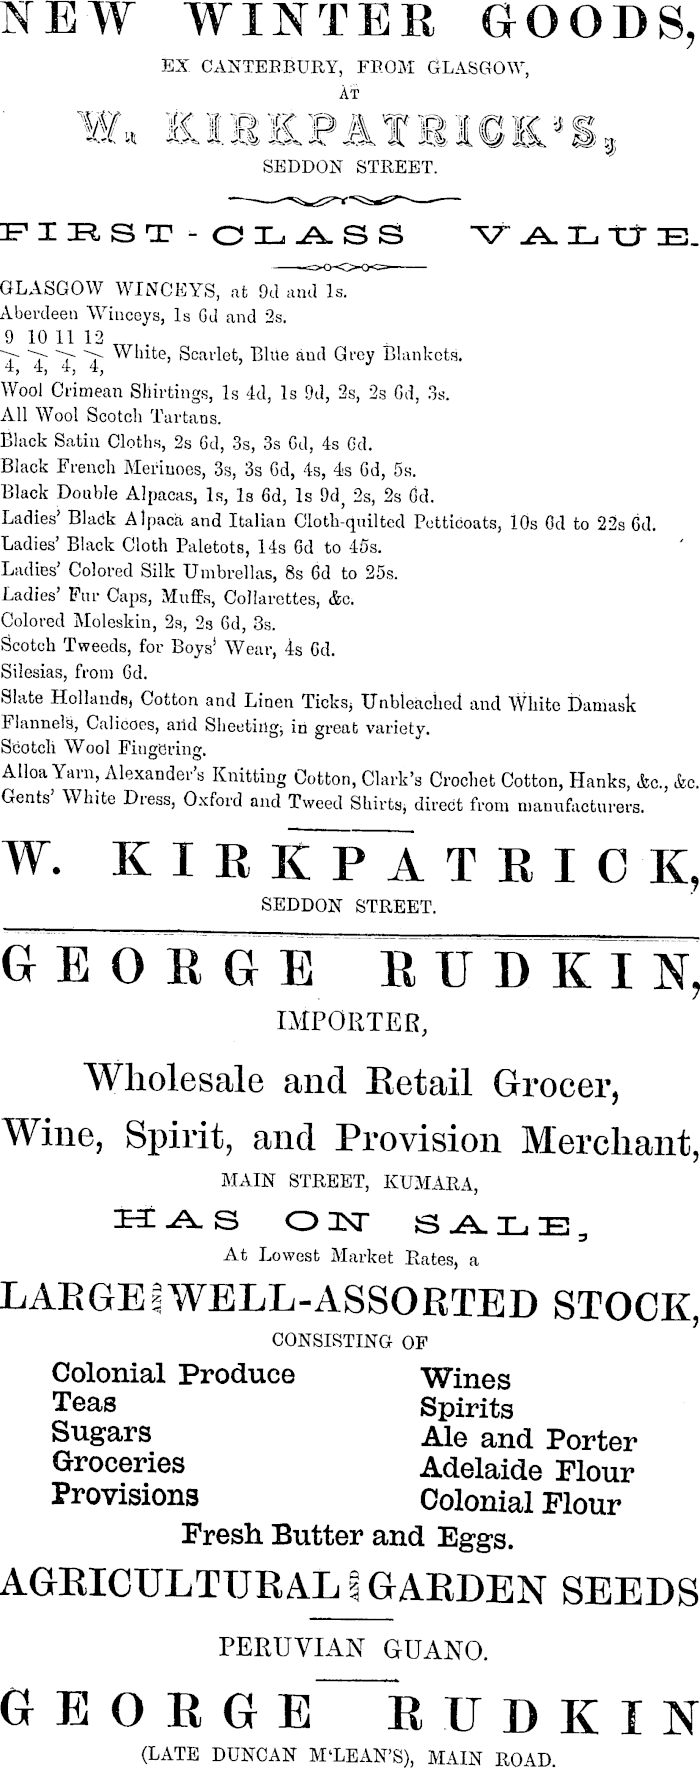 NEW WINTER GOODS,
EX CANTERBURY, FROM GLASGOW,
AT
W. KIRKPATRICK'S,
SEDDON STREET.
FIRST-CLASS VALUE.
GLASGOW WINCEYS, at 9d and 1s.
Aberdeen Winceys, 1s 6d and 2s.
9 10 11 12
4, 4, 4, 4, White, Scarlet, Blue and Grey Blankets.
Wool Crimean Shirtings, 1s 4d, 1s 9d, 2s, 2s 6d, 3s.
All Wool Scotch Tartans.
Black Satin Cloths, 2s 6d, 3s, 3s 6d, 4s 6d.
Black French Merinoes, 3s, 3s 6d, 4s, 4s 6d, 5s.
Black Double Alpacas, 1s, 1s 6d, 1s 9d, 2s, 2s 6d.
Ladies' Black Alpaca and Italian Cloth-quilted Petticoats, 10s 6d to 22s 6d.
Ladies' Black Cloth Paletots, 14s 6d to 45s.
Ladies' Colored Silk Umbrellas, 8s 6d to 25s.
Ladies' Fur Caps, Muffs, Collarettes, &c.
Colored Moleskin, 2s, 2s 6d, 3s.
Scotch Tweeds, for Boys' Wear, 4s 6d.
Silesias, from 6d.
Slate Hollands, Cotton and Linen Ticks, Unbleached and White Damask
Flannels, Calicoes, and Sheeting, in great variety.
Scotch Wool Fingering.
Alloa Yarn, Alexander's Knitting Cotton, Clark's Crochet Cotton, Hanks, &c., &c.
Gents' White Dress, Oxford and Tweed Shirts, direct from manufacturers.
W. KIRKPATRICK,
SEDDON STREET.
GEORGE RUDKIN,
IMPORTER,
Wholesale and Retail Grocer,
Wine, Spirit, and Provision Merchant,
MAIN STREET, KUMARA,
HAS ON SALE,
At Lowest Market Rates, a
LARGE AND WELL-ASSORTED STOCK,
CONSISTING OF
Colonial Produce
Teas
Sugars
Groceries
Provisions
Wines
Spirits
Ale and Porter
Adelaide Flour
Colonial Flour
Fresh Butter and Eggs.
AGRICULTURAL AND GARDEN SEEDS
PERUVIAN GUANO.
GEORGE RUDKIN
(LATE DUNCAN M'LEAN'S), MAIN ROAD.